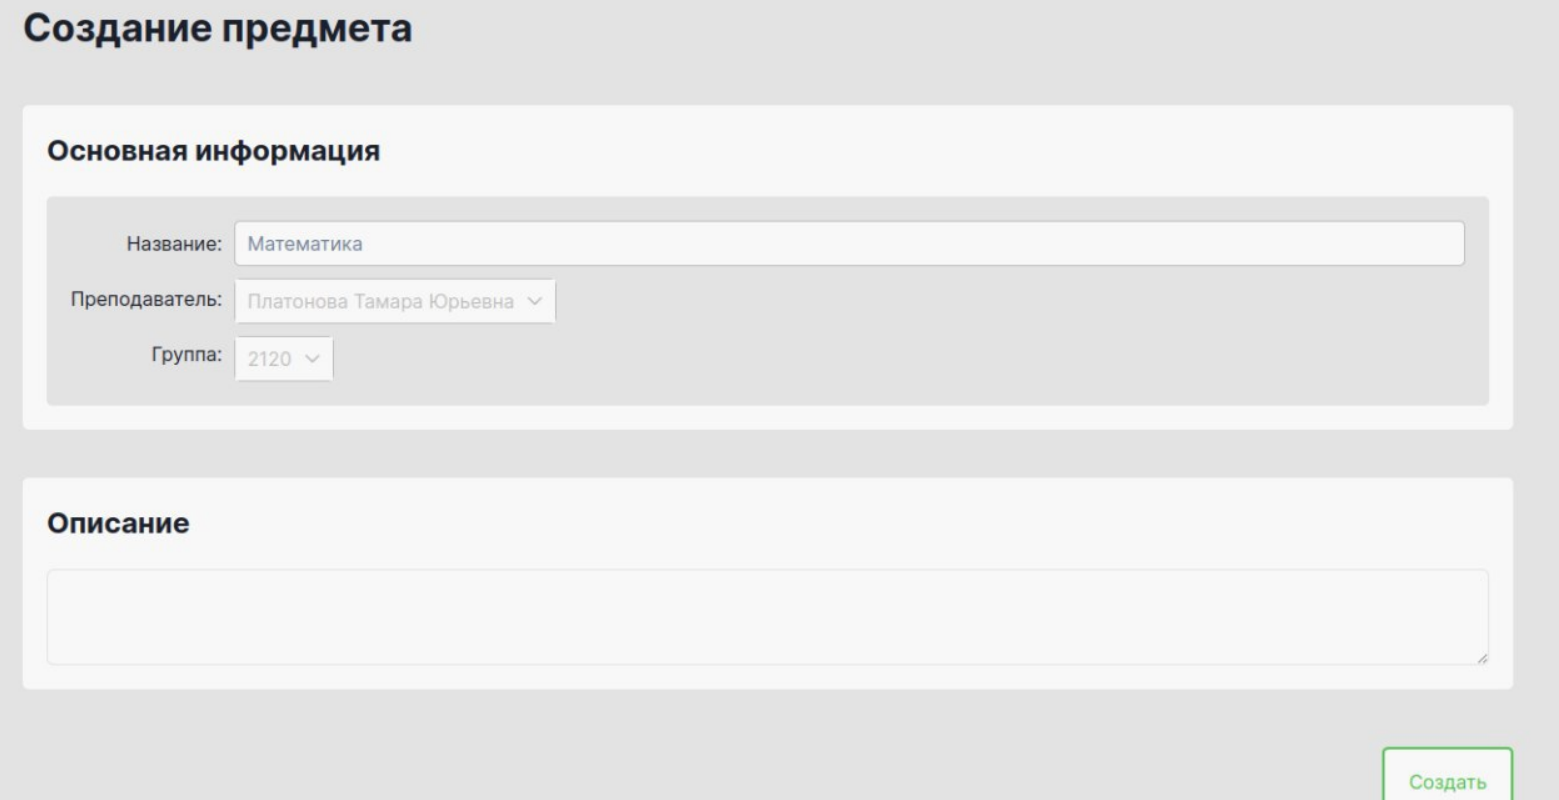 Создание предмета
Основная информация
Название: Математика
Преподаватель: Платонова Тамара Юрьевна
Группа: 2120
Описание
Создать